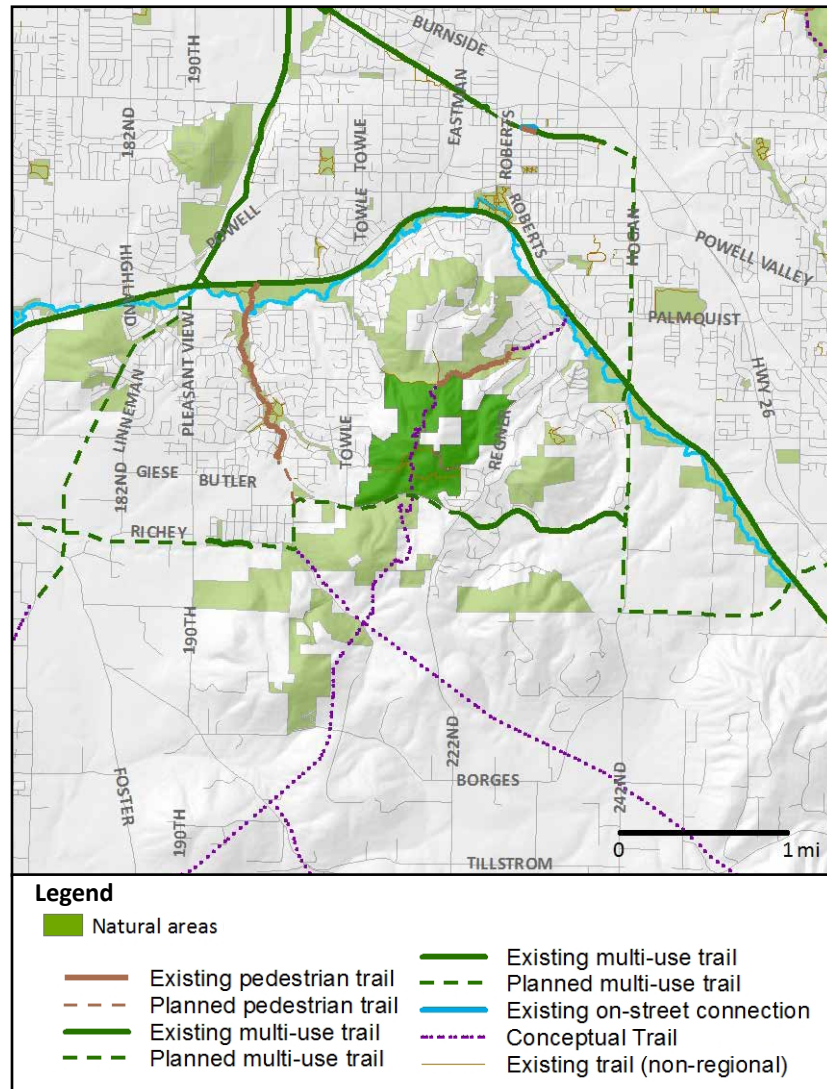 BURNSIDE
190TH
182ND
EASTMAN
TOWLE
ROBERTS
TOWLE
ROBERTS
POWELL
HOGAN
POWELL VALLEY
HIGHLAND
PLEASANT VIEW
PALMQUIST
HWY 26
LINNEMAN
182ND
TOWLE
REGNER
GIESE
BUTLER
RICHEY
190TH
222ND
242ND
BORGES
FOSTER
190TH
TILLSTROM
0 1 mi
Legend
Natural areas
Existing pedestrian trail
Planned pedestrian trail
Existing multi-use trail
Planned multi-use trail
Existing multi-use trail
Planned multi-use trail
Existing on-street connection
Conceptual Trail
Existing trail (non-regional)